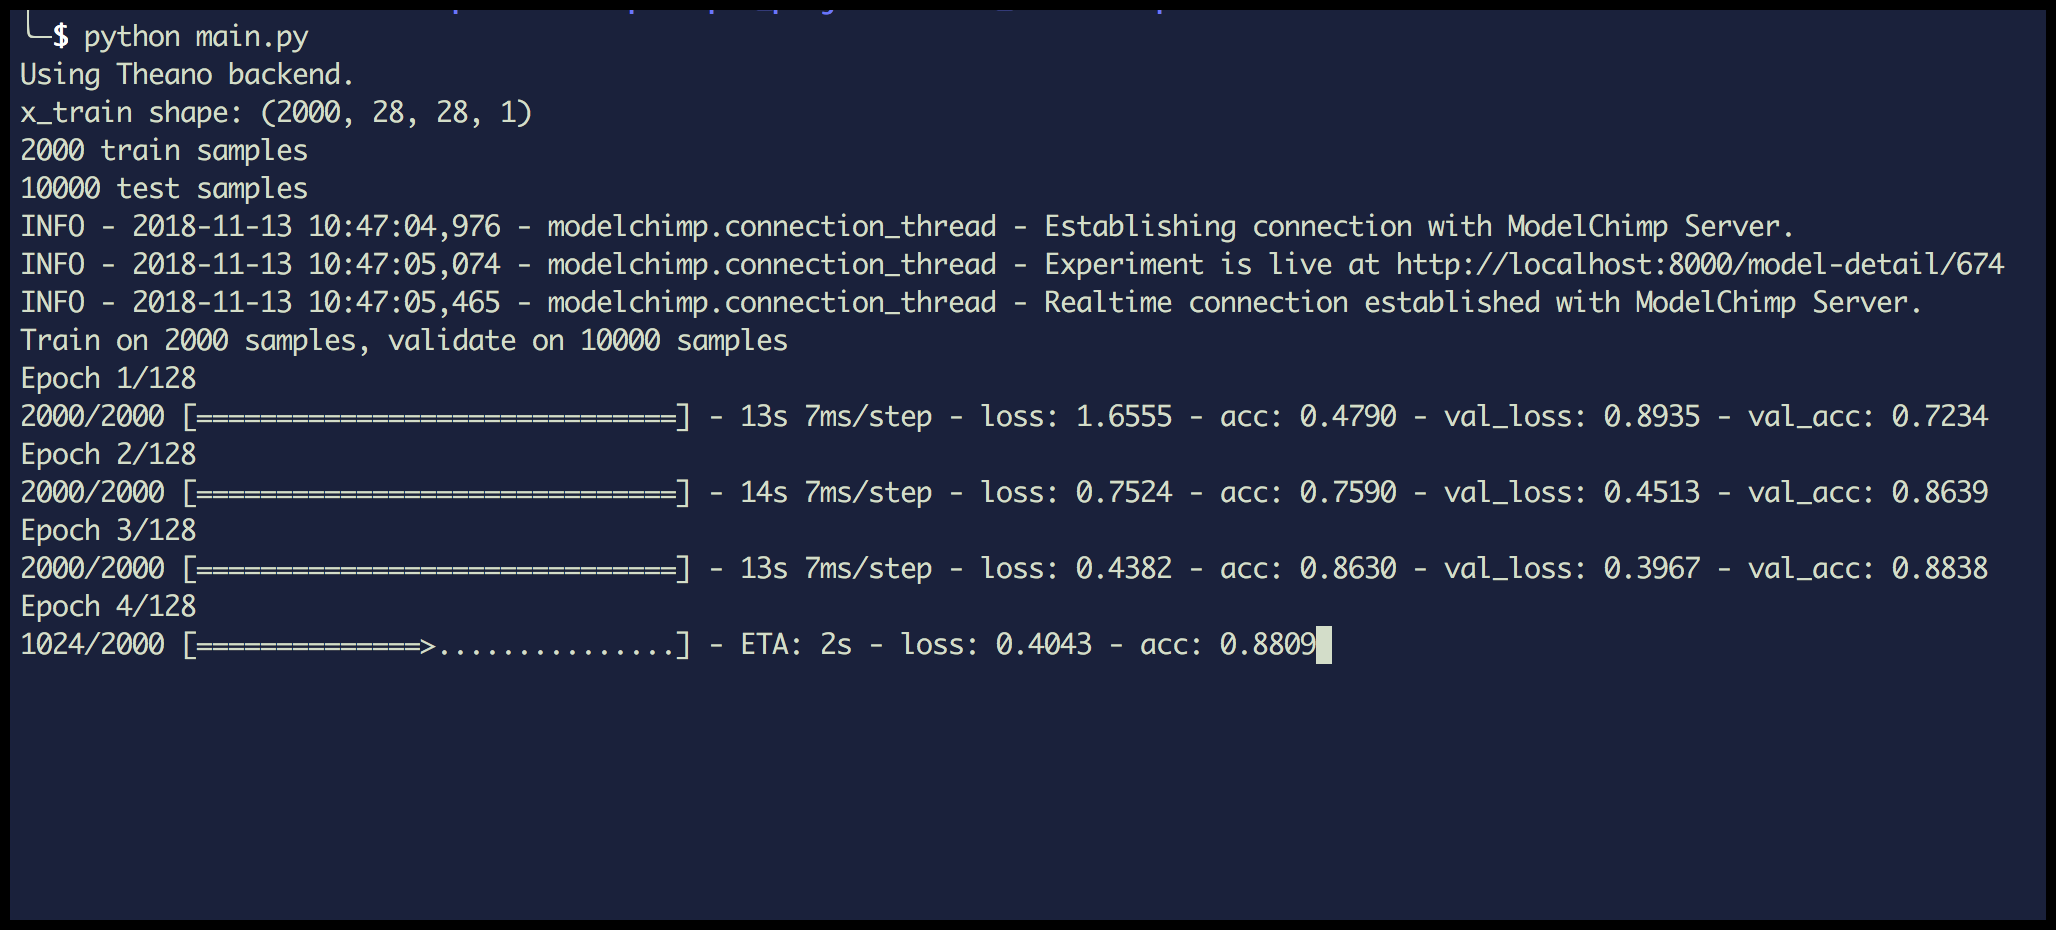 $ python main.py
Using Theano backend.
x_train shape: (2000, 28, 28, 1)
2000 train samples
10000 test samples
INFO - 2018-11-13 10:47:04,976 - modelchimp.connection_thread - Establishing connection with ModelChimp Server.
INFO - 2018-11-13 10:47:05,074 - modelchimp.connection_thread - Experiment is live at http://localhost:8000/model-detail/674
INFO - 2018-11-13 10:47:05,465 - modelchimp.connection_thread - Realtime connection established with ModelChimp Server.
Train on 2000 samples, validate on 10000 samples
Epoch 1/128
2000/2000 [==============================] - 13s 7ms/step - loss: 1.6555 - acc: 0.4790 - val_loss: 0.8935 - val_acc: 0.7234
Epoch 2/128
2000/2000 [==============================] - 14s 7ms/step - loss: 0.7524 - acc: 0.7590 - val_loss: 0.4513 - val_acc: 0.8639
Epoch 3/128
2000/2000 [==============================] - 13s 7ms/step - loss: 0.4382 - acc: 0.8630 - val_loss: 0.3967 - val_acc: 0.8838
Epoch 4/128
1024/2000 [==============>...............] - ETA: 2s - loss: 0.4043 - acc: 0.8809